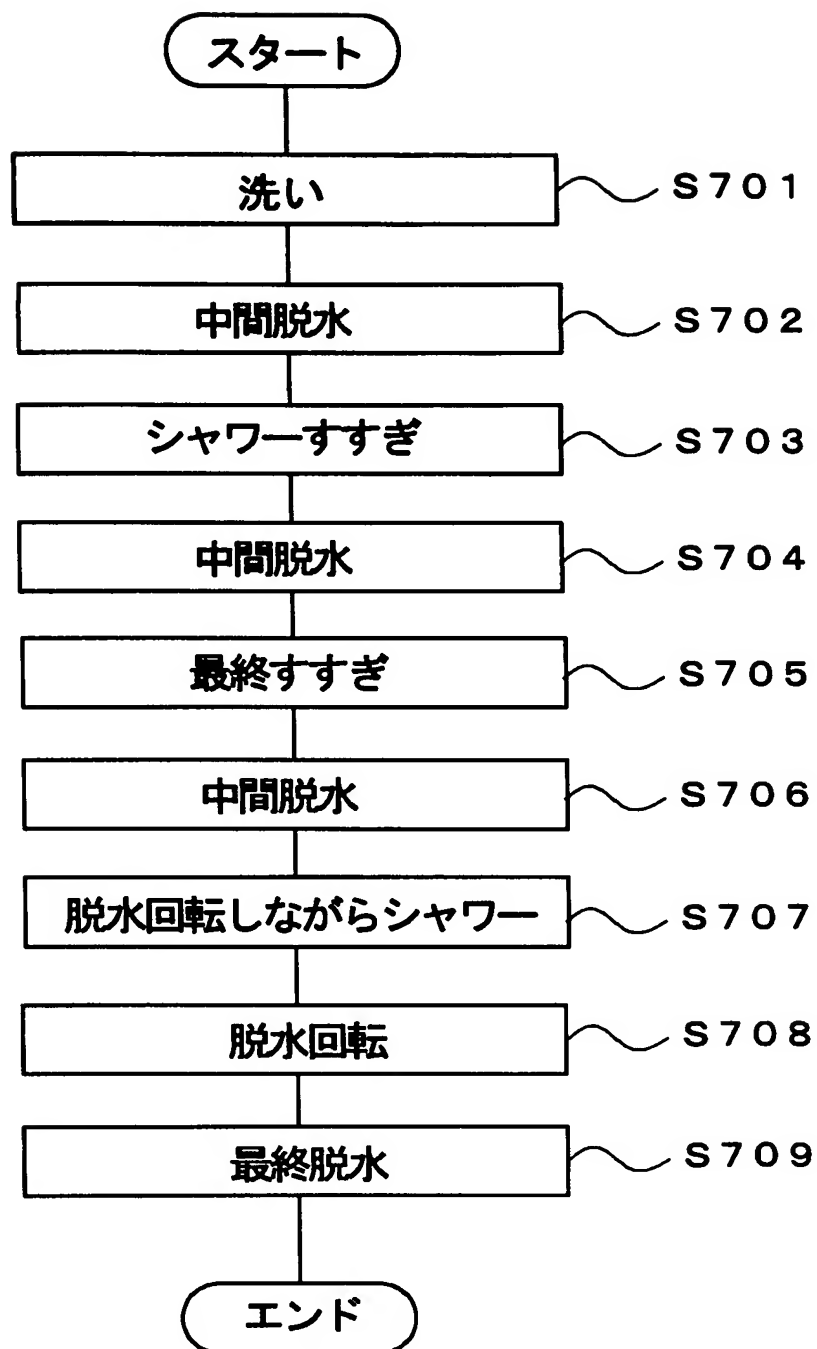 スタート
洗い S701
中間脱水 S702
シャワーすすぎ S703
中間脱水 S704
最終すすぎ S705
中間脱水 S706
脱水回転しながらシャワー S707
脱水回転 S708
最終脱水 S709
エンド